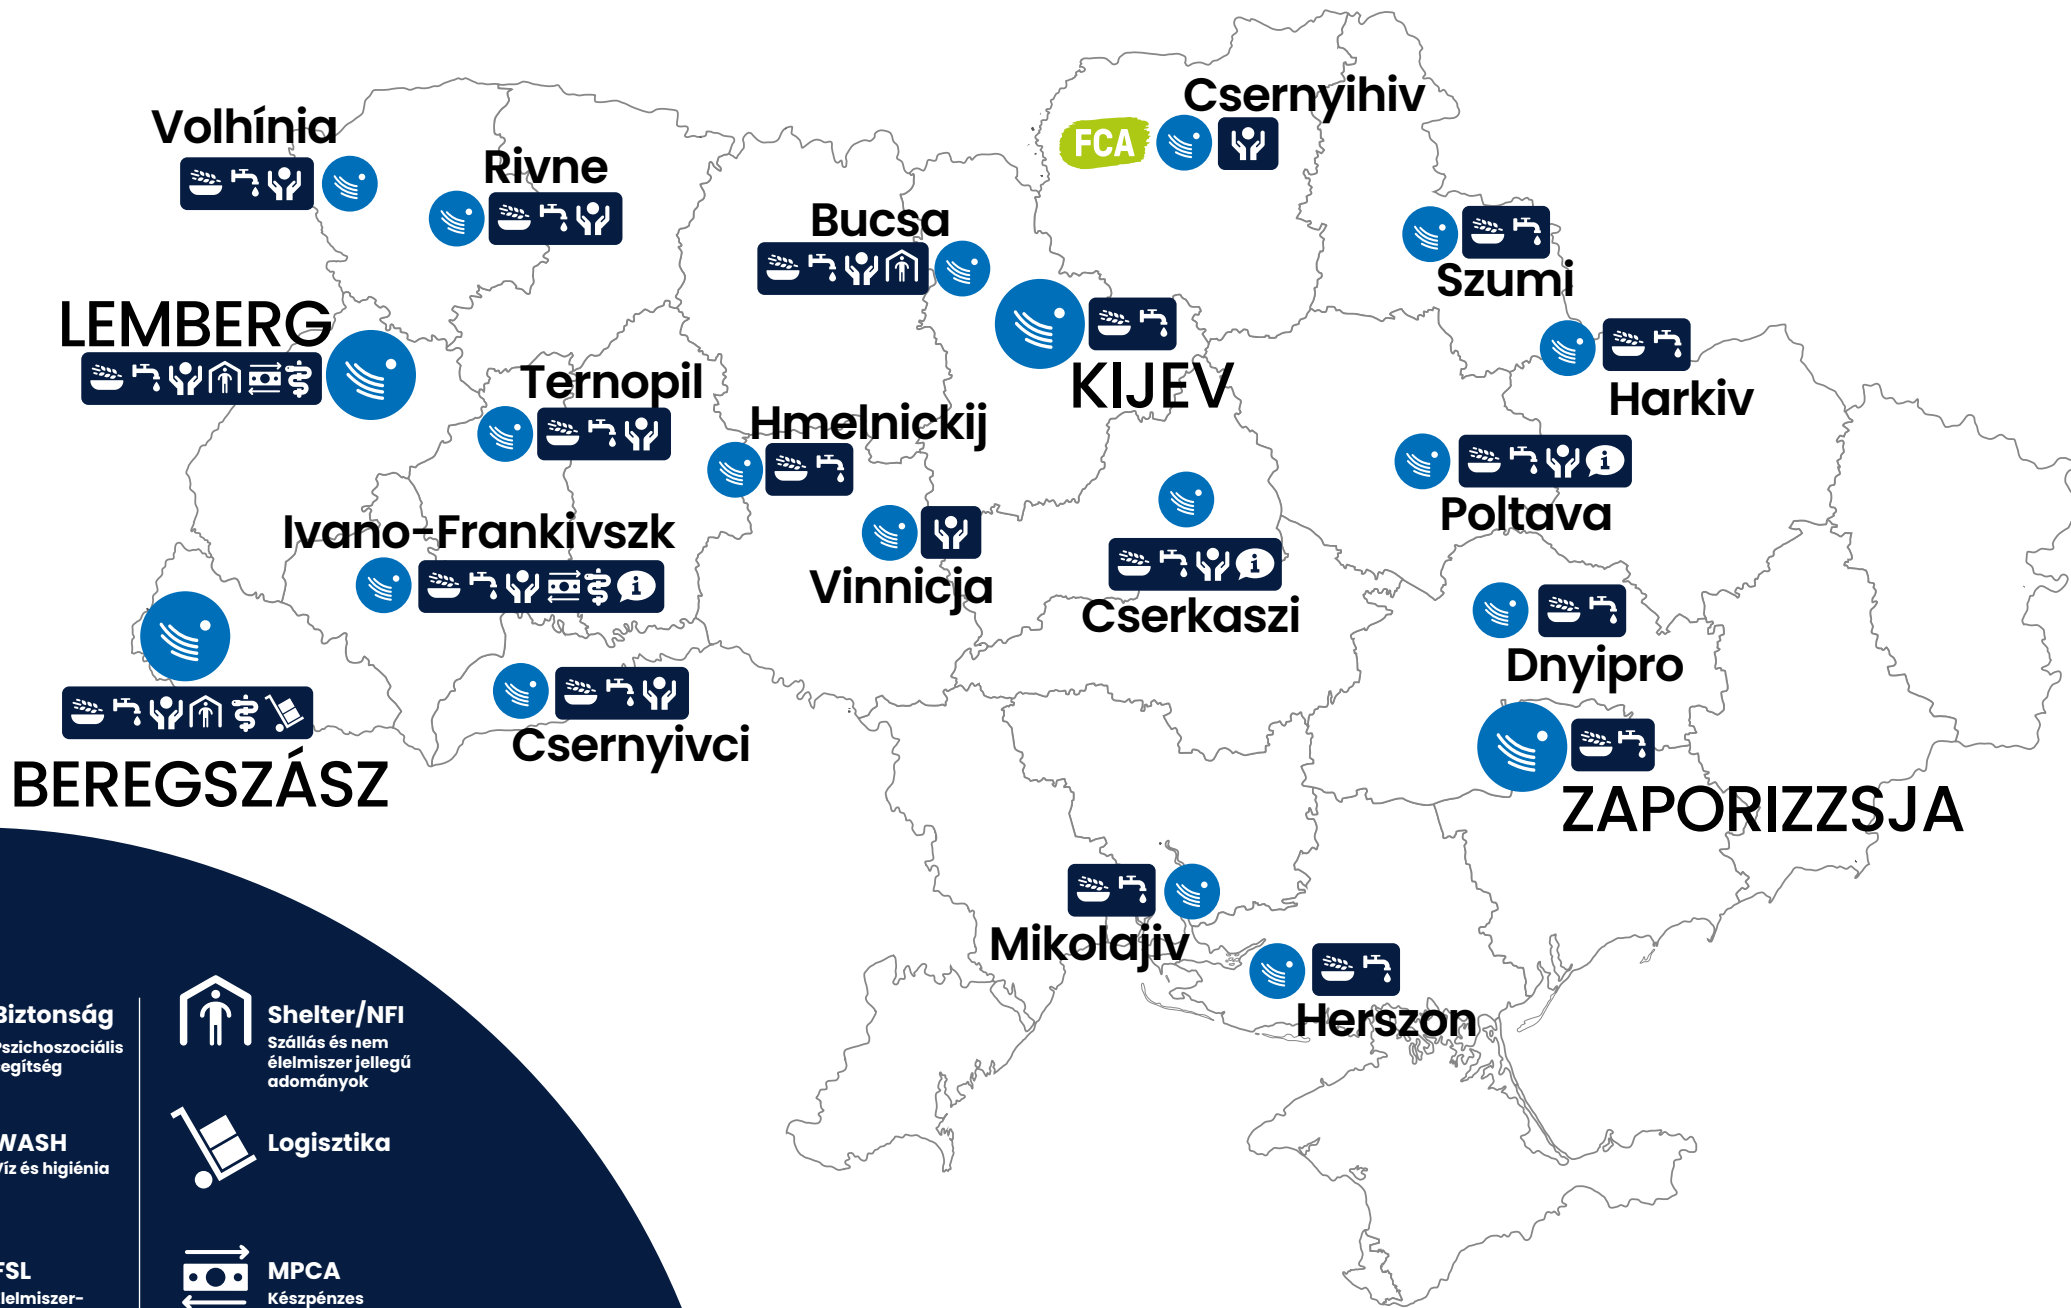 Csernyihiv
FCA
Volhínia
Rivne
Bucsa
Szumi
LEMBERG
KIJEV
Harkiv
Ternopil
Hmelnickij
Poltava
Ivano-Frankivszk
Vinnicja
Cserkaszi
Dnyipro
Csernyivci
BEREGSZÁSZ
ZAPORIZZSJA
Mikolajiv
Herszon
Biztonság
Pszichoszociális
segítség
WASH
Víz és higiénia
FSL
Élelmiszer-
Shelter/NFI
Szállás és nem
élelmiszer jellegű
adományok
Logisztika
MPCA
Készpénzes